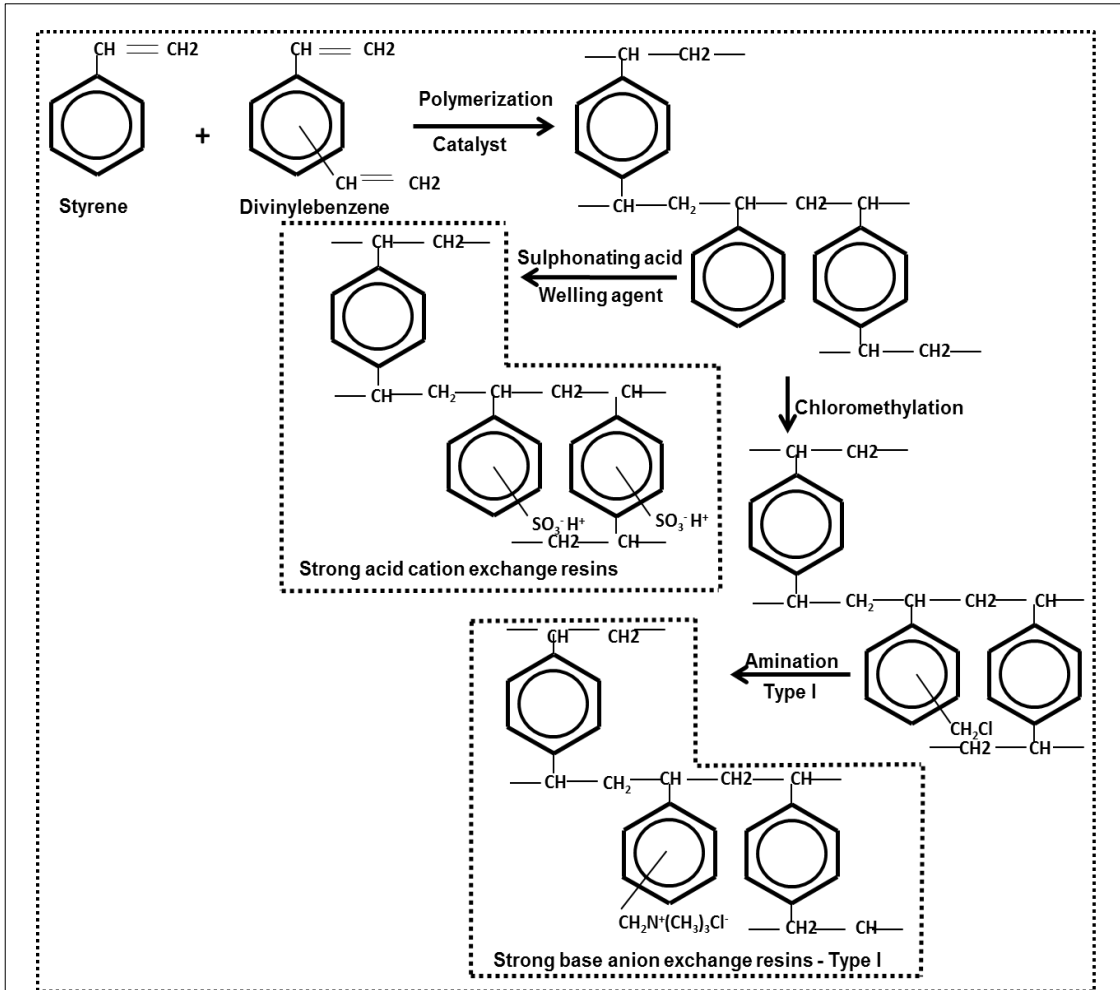 CH CH2 CH CH2
+
Polymerization
Catalyst
CH CH2
CH CH2
Styrene
Divinylebenzene
CH CH₂ CH CH2 CH
CH CH2
Sulphonating acid
Welling agent
CH CH2
CH CH₂ CH CH2 CH
Chloromethylation
SO₃⁻ H⁺ SO₃⁻ H⁺
CH2 CH
Strong acid cation exchange resins
CH CH2
CH CH₂ CH CH2 CH
CH₂Cl
CH2 CH
Amination
Type I
CH CH2
CH CH₂ CH CH2 CH
CH₂N⁺(CH₃)₃Cl⁻
CH2 CH
Strong base anion exchange resins - Type I